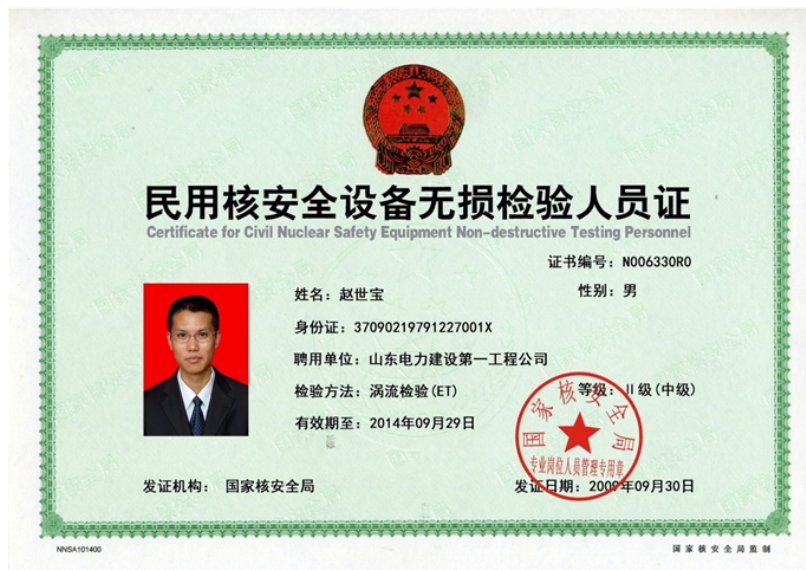 民用核安全设备无损检验人员证
Certificate for Civil Nuclear Safety Equipment Non-destructive Testing Personnel
证书编号：N006330R0
姓名：赵世宝
性别：男
身份证：37090219791227001X
聘用单位：山东电力建设第一工程公司
检验方法：涡流检验(ET)
等级：Ⅱ级(中级)
有效期至：2014年09月29日
国家核安全局
专业岗位人员管理专用章
发证机构：国家核安全局
发证日期：2009年09月30日
NNSA101400
国家核安全局监制